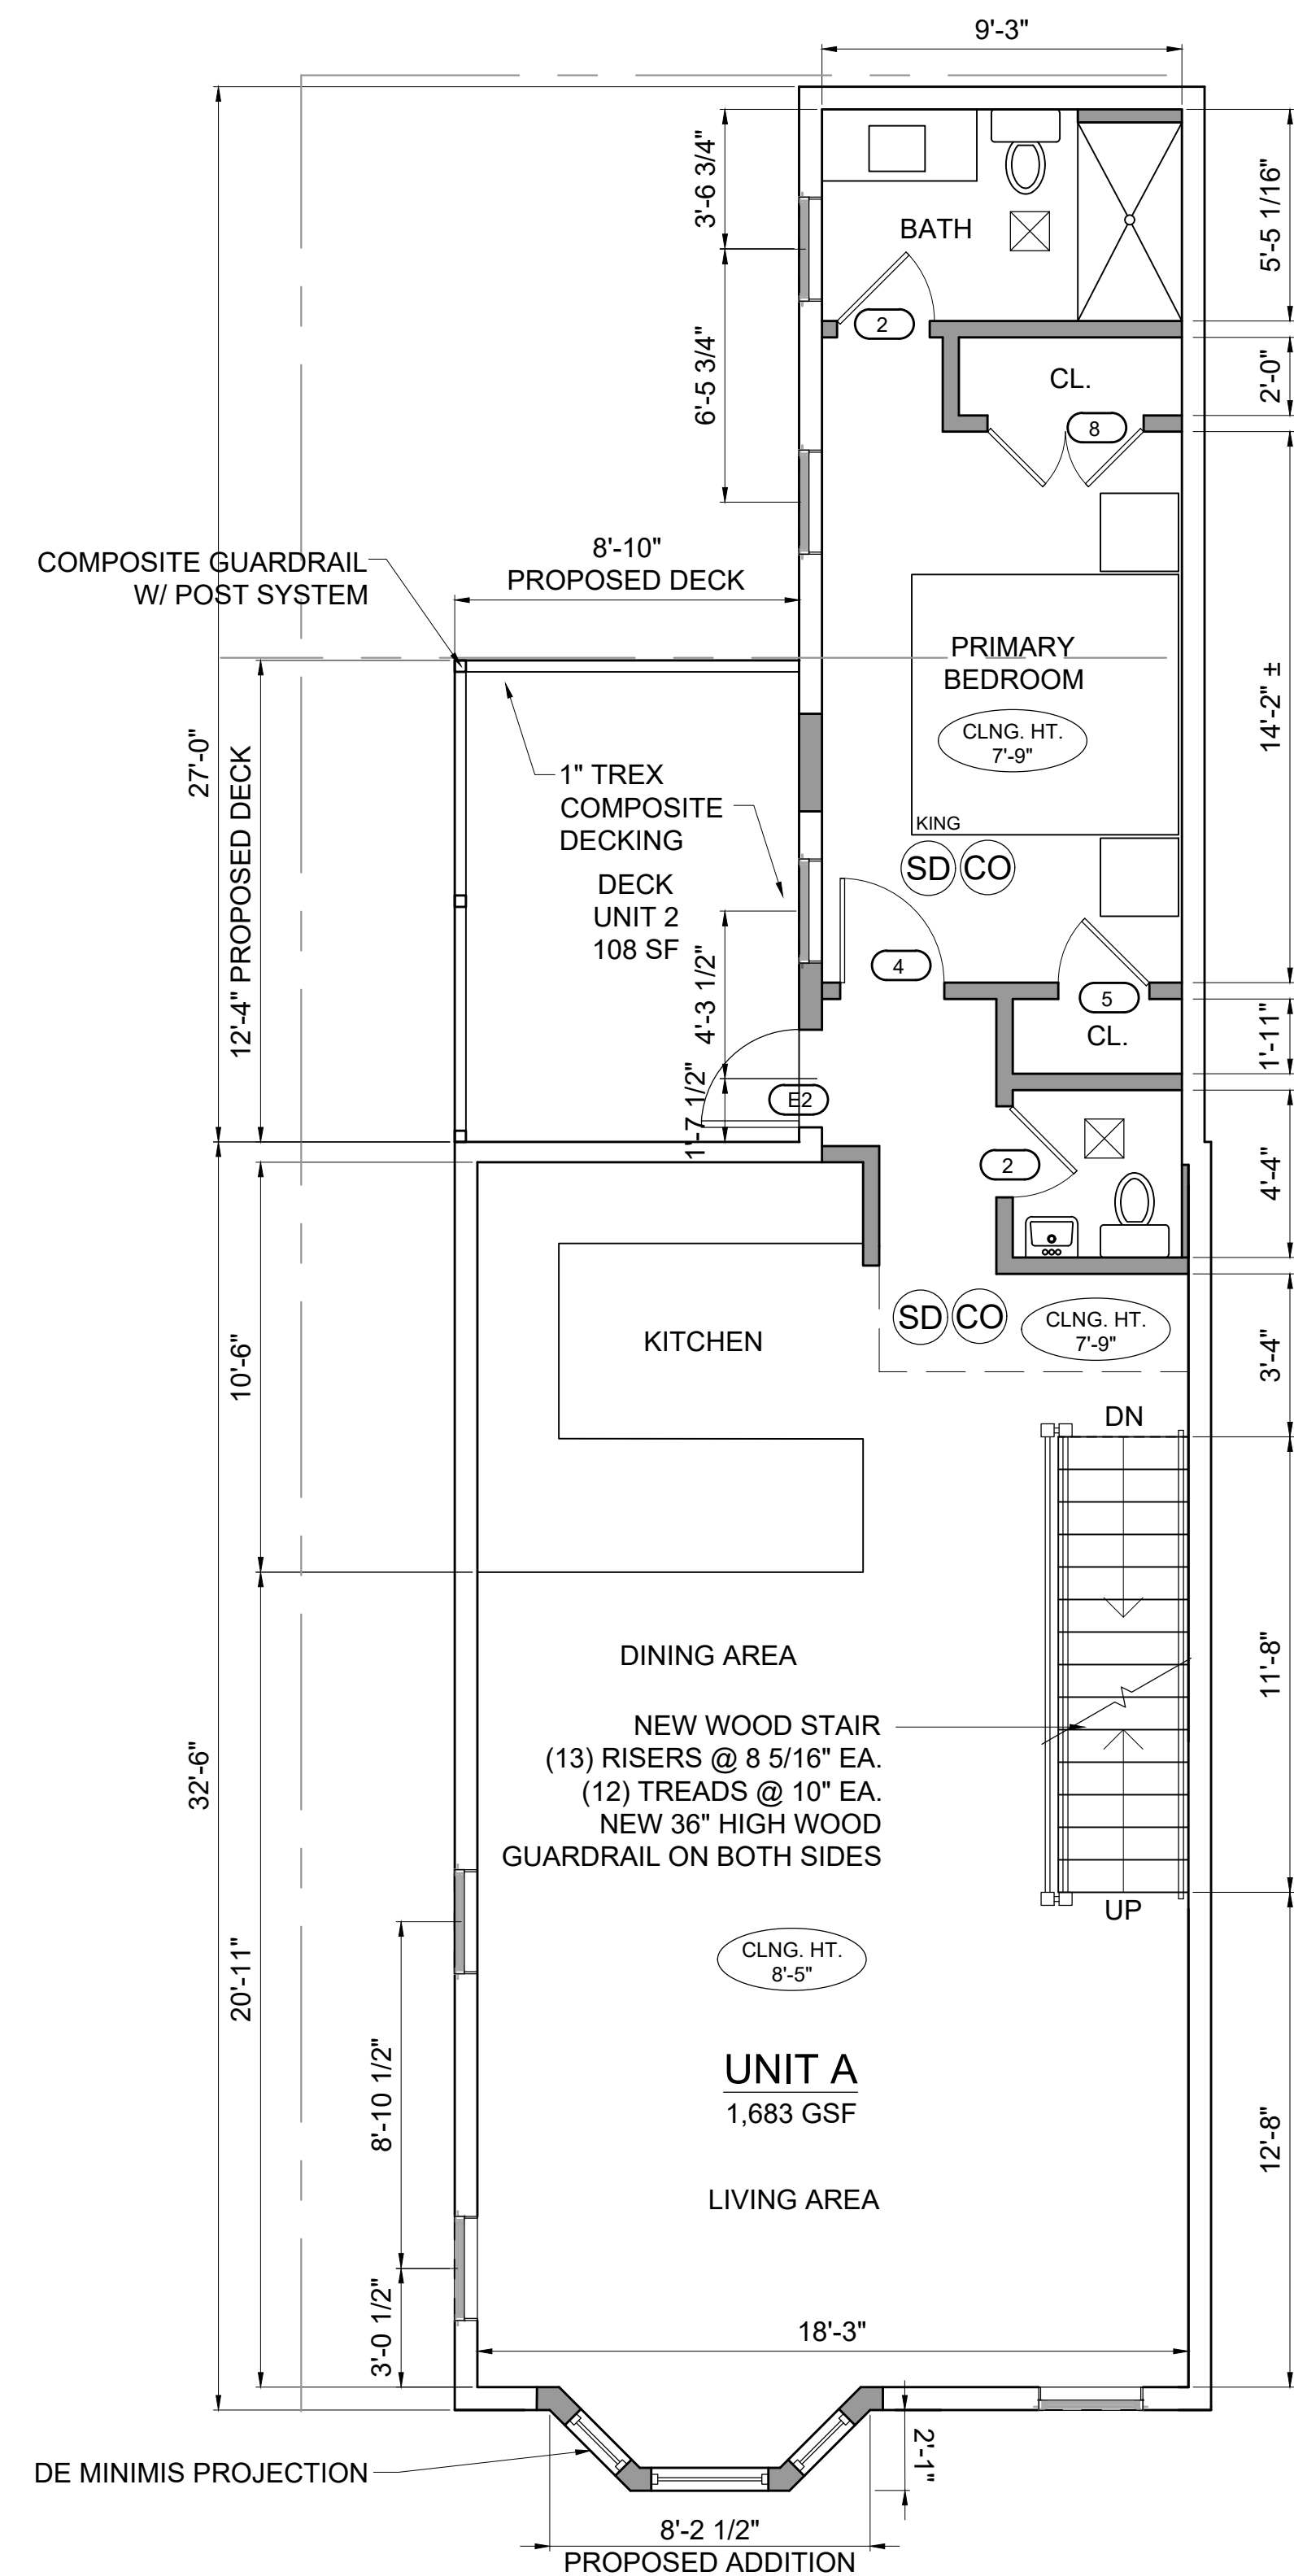 9'-3"
3'-6 3/4"
5'-5 1/16"
BATH
2
6'-5 3/4"
CL.
2'-0"
8
COMPOSITE GUARDRAIL
W/ POST SYSTEM
8'-10"
PROPOSED DECK
PRIMARY
BEDROOM
CLNG. HT.
7'-9"
14'-2" ±
27'-0"
12'-4" PROPOSED DECK
1" TREX
COMPOSITE
DECKING
KING
SD CO
DECK
UNIT 2
108 SF
4
4'-3 1/2"
5
CL.
1'-11"
E2
1'-7 1/2"
2
4'-4"
SD CO
CLNG. HT.
7'-9"
KITCHEN
10'-6"
3'-4"
DN
DINING AREA
11'-8"
NEW WOOD STAIR
(13) RISERS @ 8 5/16" EA.
(12) TREADS @ 10" EA.
NEW 36" HIGH WOOD
GUARDRAIL ON BOTH SIDES
32'-6"
UP
CLNG. HT.
8'-5"
20'-11"
8'-10 1/2"
UNIT A
1,683 GSF
12'-8"
LIVING AREA
3'-0 1/2"
18'-3"
2'-1"
DE MINIMIS PROJECTION
8'-2 1/2"
PROPOSED ADDITION